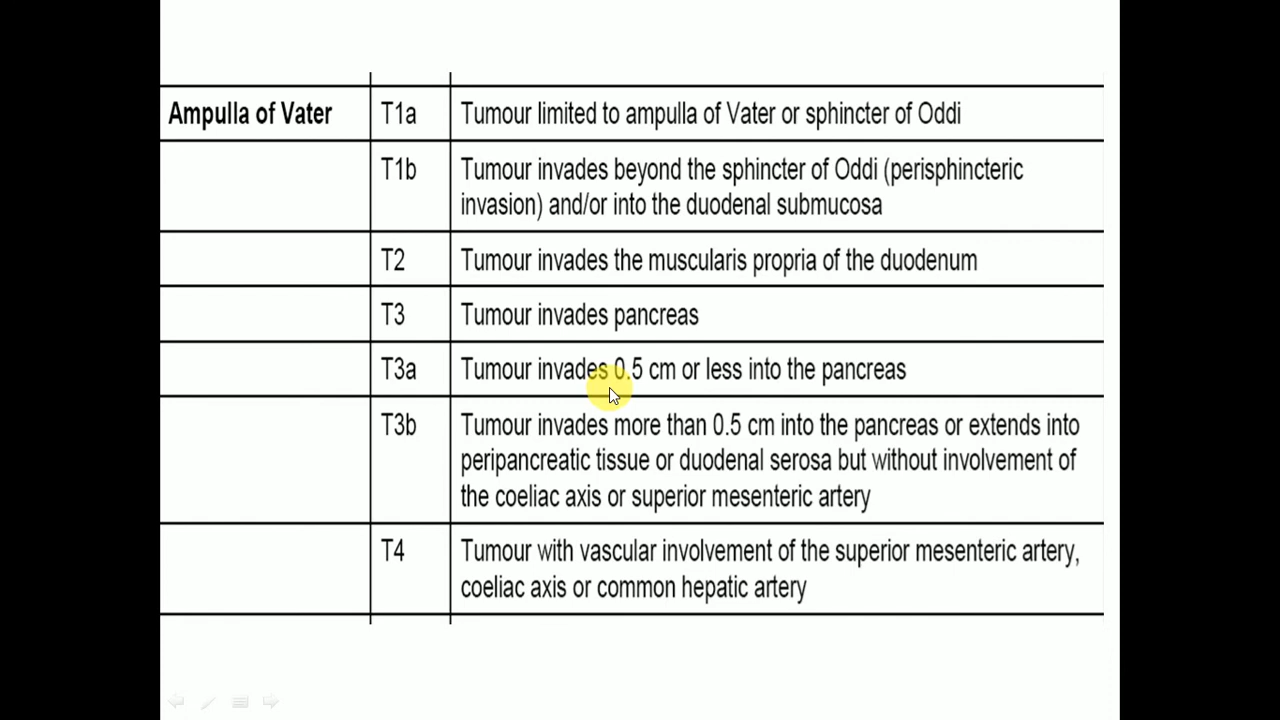 Ampulla of Vater T1a Tumour limited to ampulla of Vater or sphincter of Oddi
T1b Tumour invades beyond the sphincter of Oddi (perisphincteric
invasion) and/or into the duodenal submucosa
T2 Tumour invades the muscularis propria of the duodenum
T3 Tumour invades pancreas
T3a Tumour invades 0.5 cm or less into the pancreas
T3b Tumour invades more than 0.5 cm into the pancreas or extends into
peripancreatic tissue or duodenal serosa but without involvement of
the coeliac axis or superior mesenteric artery
T4 Tumour with vascular involvement of the superior mesenteric artery,
coeliac axis or common hepatic artery